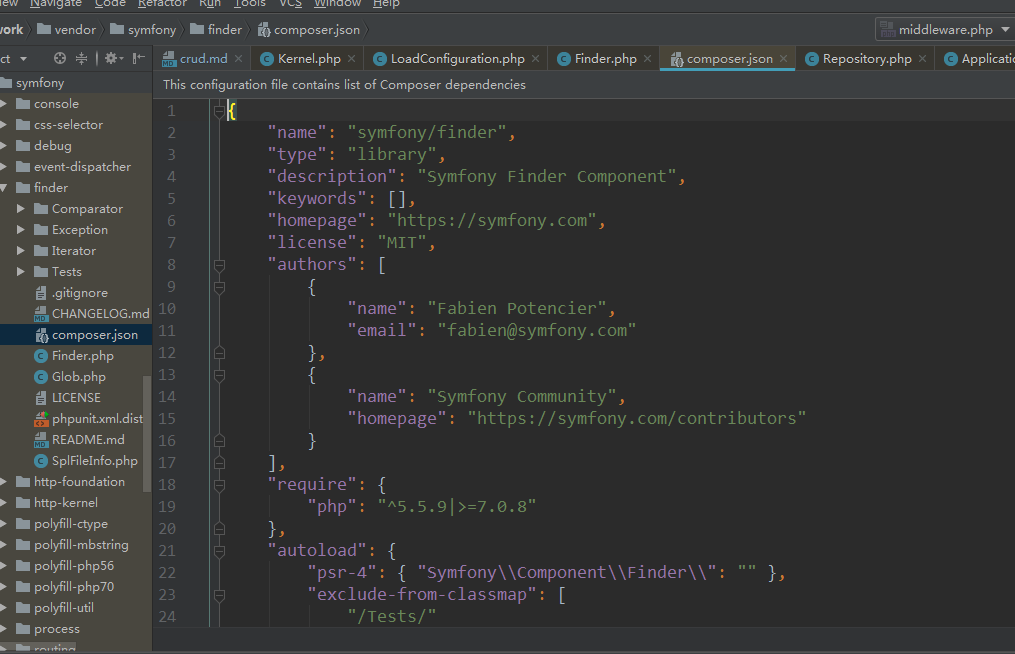 Navigate Code Refactor Run Tools VCS Window Help
work vendor symfony finder composer.json middleware.php
ct crud.md Kernel.php LoadConfiguration.php Finder.php composer.json Repository.php Applicatio
This configuration file contains list of Composer dependencies
symfony
console
css-selector
debug
event-dispatcher
finder
Comparator
Exception
Iterator
Tests
.gitignore
CHANGELOG.md
composer.json
Finder.php
Glob.php
LICENSE
phpunit.xml.dist
README.md
SplFileInfo.php
http-foundation
http-kernel
polyfill-ctype
polyfill-mbstring
polyfill-php56
polyfill-php70
polyfill-util
process
routing
1 {
2 "name": "symfony/finder",
3 "type": "library",
4 "description": "Symfony Finder Component",
5 "keywords": [],
6 "homepage": "https://symfony.com",
7 "license": "MIT",
8 "authors": [
9 {
10 "name": "Fabien Potencier",
11 "email": "fabien@symfony.com"
12 },
13 {
14 "name": "Symfony Community",
15 "homepage": "https://symfony.com/contributors"
16 }
17 ],
18 "require": {
19 "php": "^5.5.9|>=7.0.8"
20 },
21 "autoload": {
22 "psr-4": { "Symfony\\Component\\Finder\\": "" },
23 "exclude-from-classmap": [
24 "/Tests/"